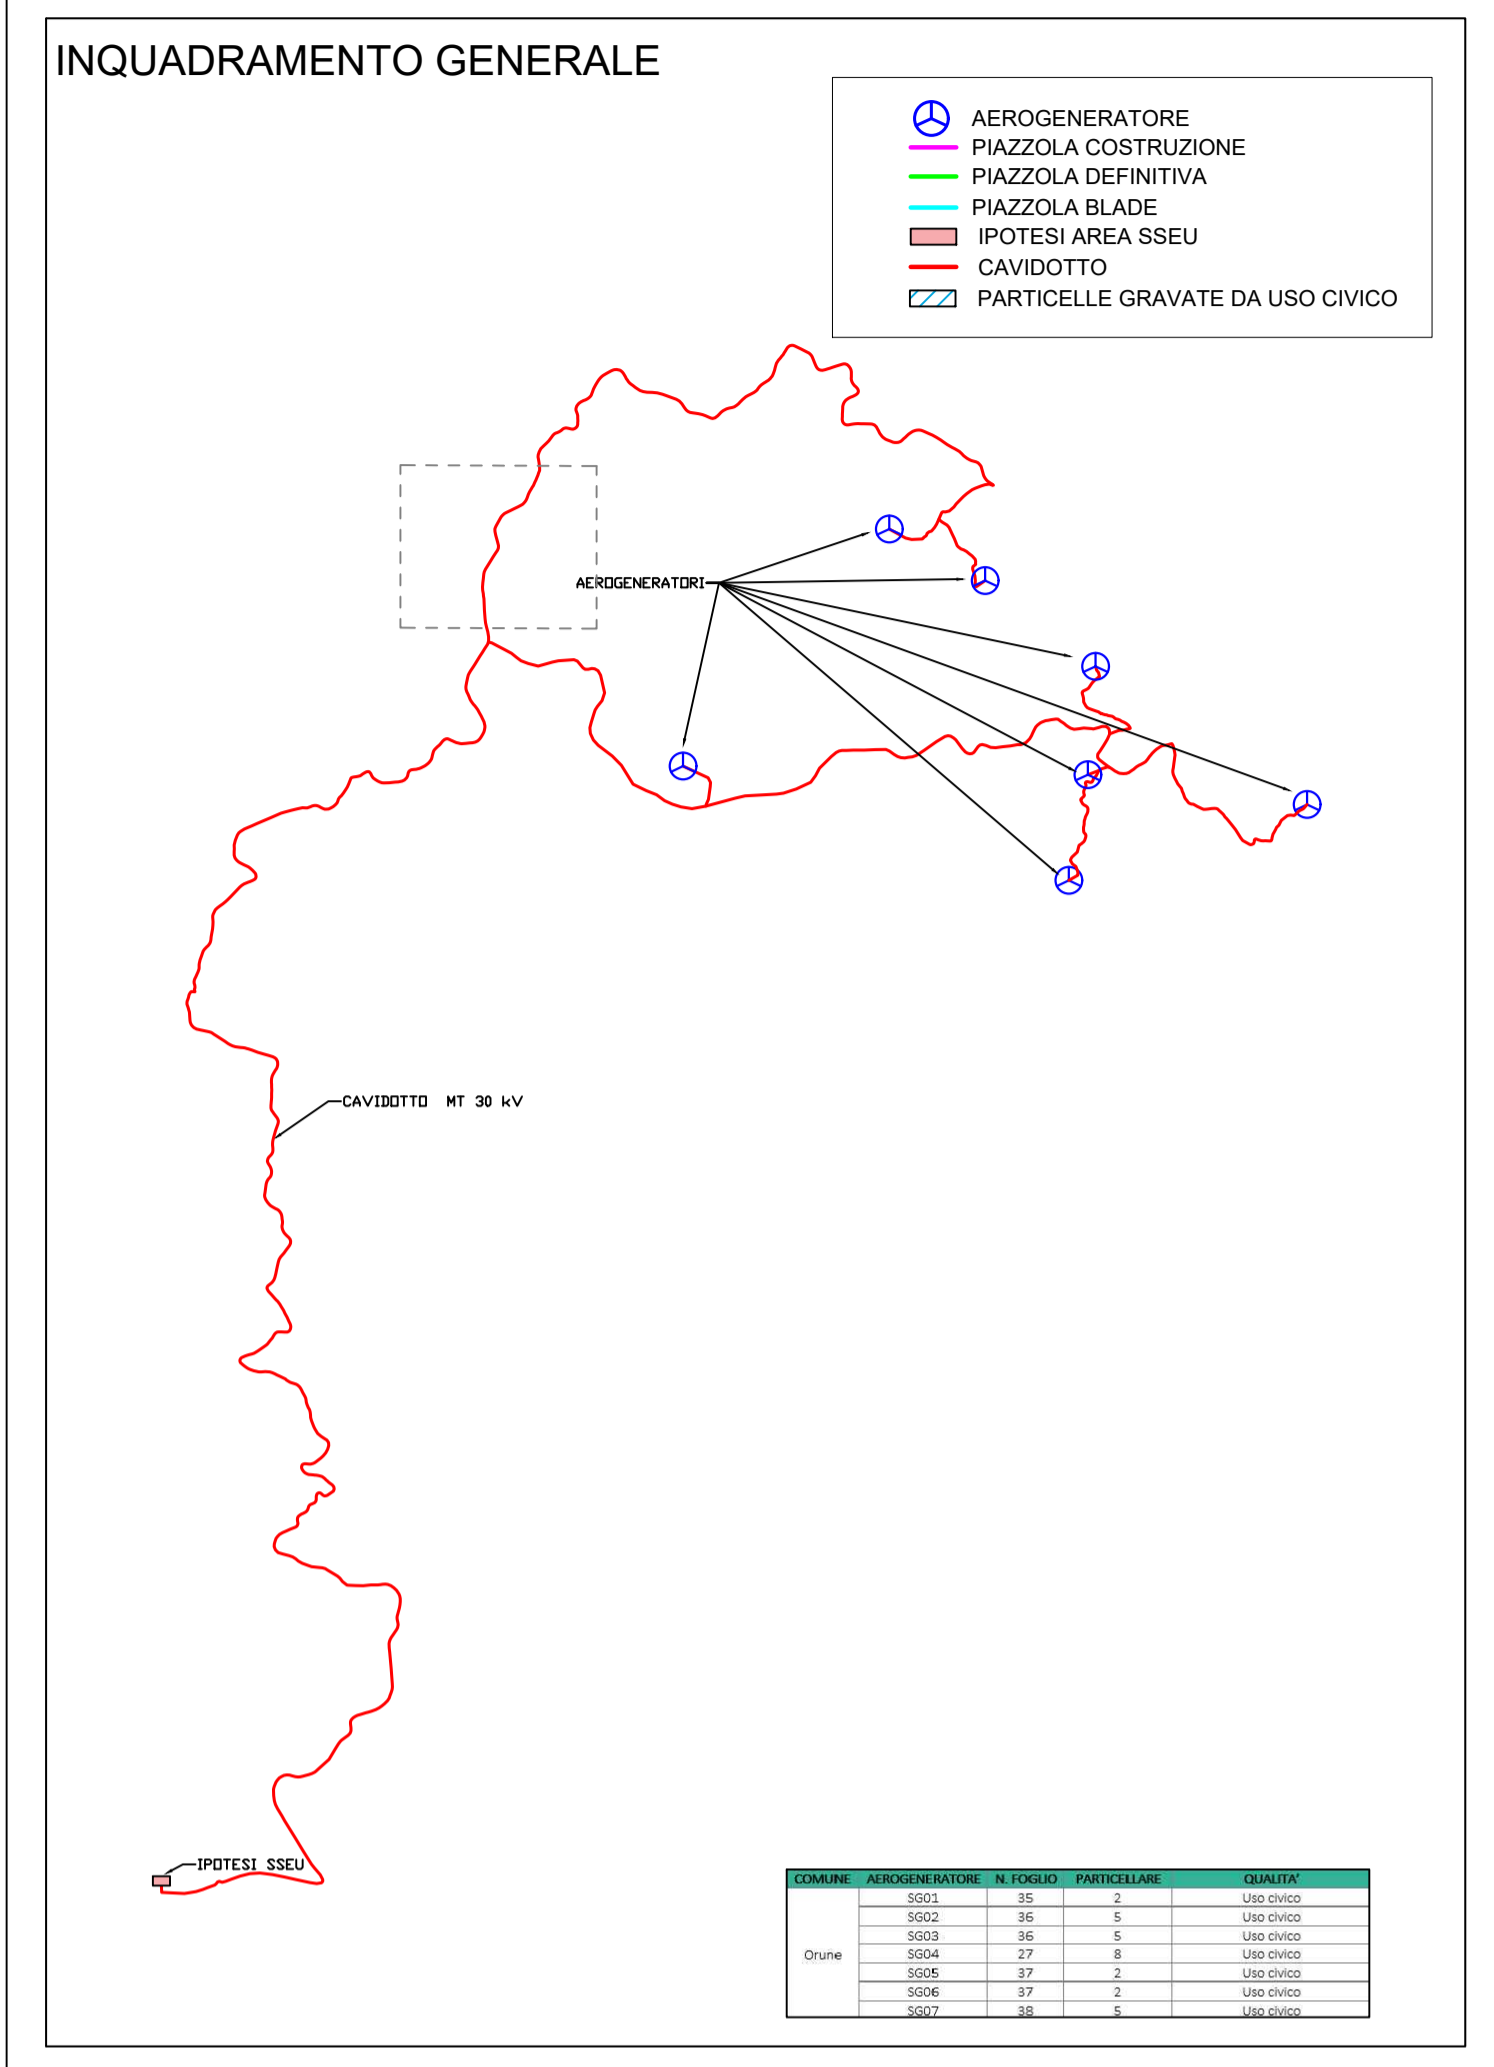 INQUADRAMENTO GENERALE
AEROGENERATORE
PIAZZOLA COSTRUZIONE
PIAZZOLA DEFINITIVA
PIAZZOLA BLADE
IPOTESI AREA SSEU
CAVIDOTTO
PARTICELLE GRAVATE DA USO CIVICO
AEROGENERATORI
CAVIDOTTO MT 30 kV
IPOTESI SSEU
COMUNE AEROGENERATORE N. FOGLIO PARTICELLARE QUALITA'
SG01 35 2 Uso civico
SG02 36 5 Uso civico
SG03 36 5 Uso civico
Orune SG04 27 8 Uso civico
SG05 37 2 Uso civico
SG06 37 2 Uso civico
SG07 38 5 Uso civico